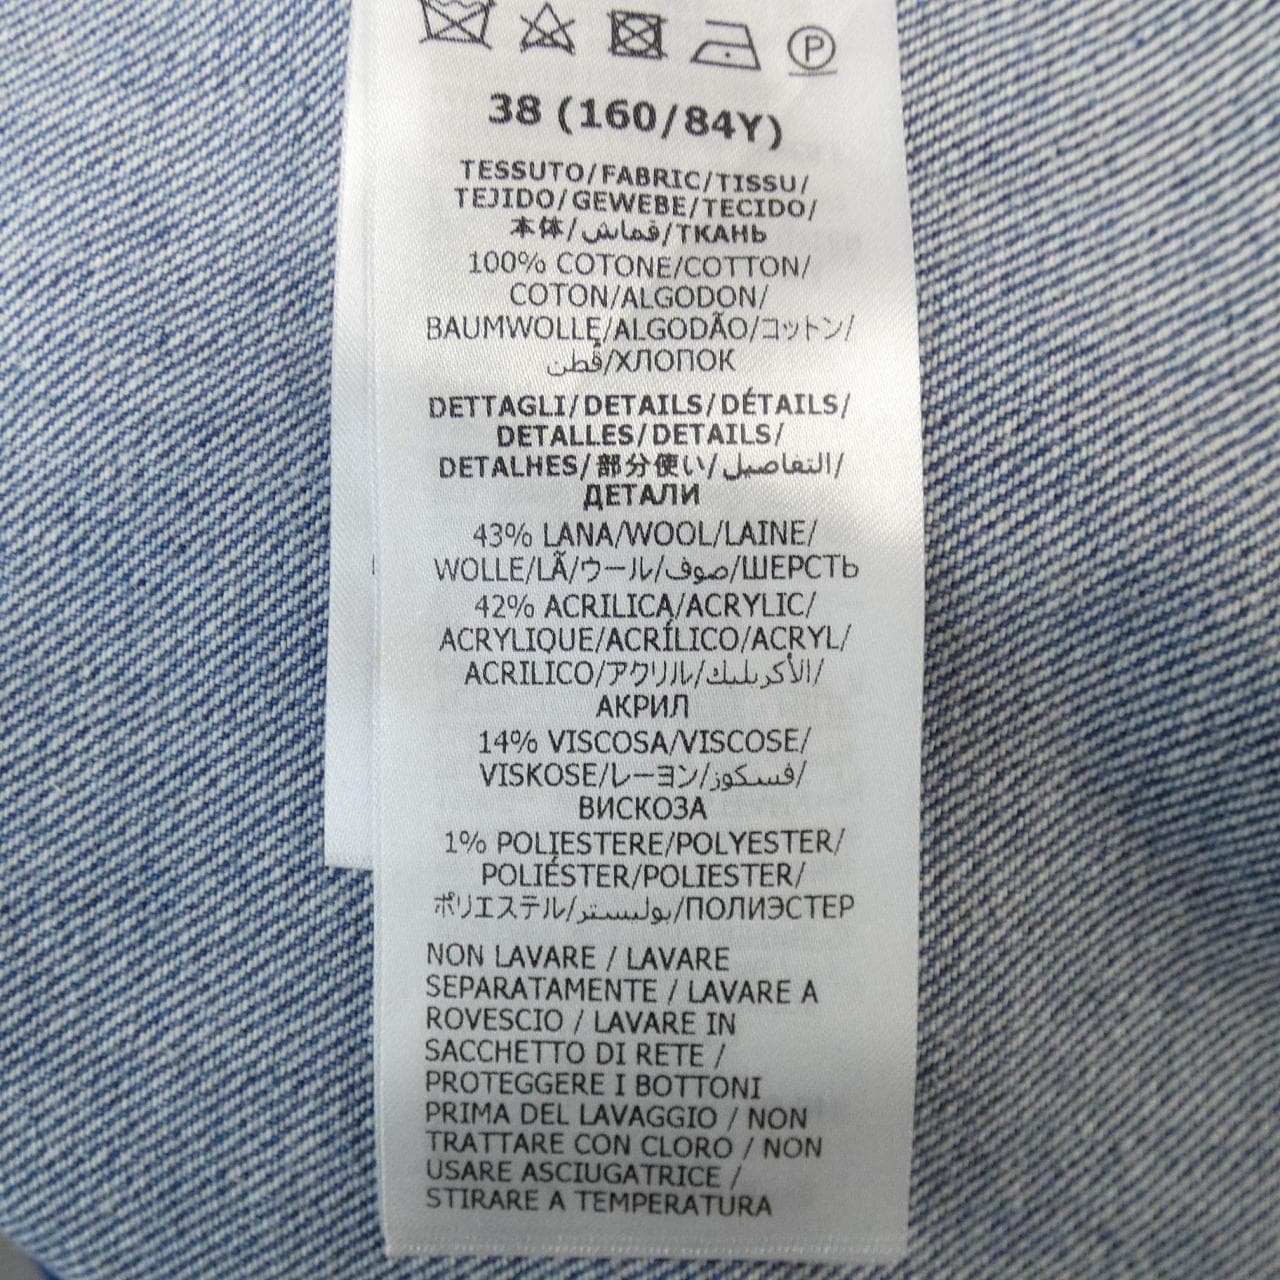 P
38 (160/84Y)
TESSUTO/FABRIC/TISSU/
TEJIDO/GEWEBE/TECIDO/
本体/قماش/ТКАНЬ
100% COTONE/COTTON/
COTON/ALGODON/
BAUMWOLLE/ALGODÃO/コットン/
قُطن/ХЛОПОК
DETTAGLI/DETAILS/DÉTAILS/
DETALLES/DETAILS/
DETALHES/部分使い/التفاصيل/
ДЕТАЛИ
43% LANA/WOOL/LAINE/
WOLLE/LÃ/ウール/صوف/ШЕРСТЬ
42% ACRILICA/ACRYLIC/
ACRYLIQUE/ACRÍLICO/ACRYL/
ACRILICO/アクリル/الأكريليك/
АКРИЛ
14% VISCOSA/VISCOSE/
VISKOSE/レーヨン/فسكوز/
ВИСКОЗА
1% POLIESTERE/POLYESTER/
POLIÉSTER/POLIESTER/
ポリエステル/بوليستر/ПОЛИЭСТЕР
NON LAVARE / LAVARE
SEPARATAMENTE / LAVARE A
ROVESCIO / LAVARE IN
SACCHETTO DI RETE /
PROTEGGERE I BOTTONI
PRIMA DEL LAVAGGIO / NON
TRATTARE CON CLORO / NON
USARE ASCIUGATRICE /
STIRARE A TEMPERATURA